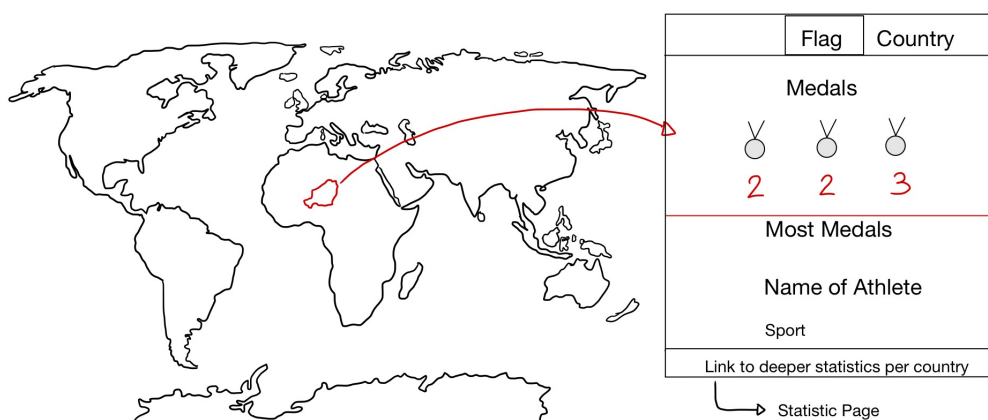 Flag Country
Medals
2 2 3
Most Medals
Name of Athlete
Sport
Link to deeper statistics per country
Statistic Page